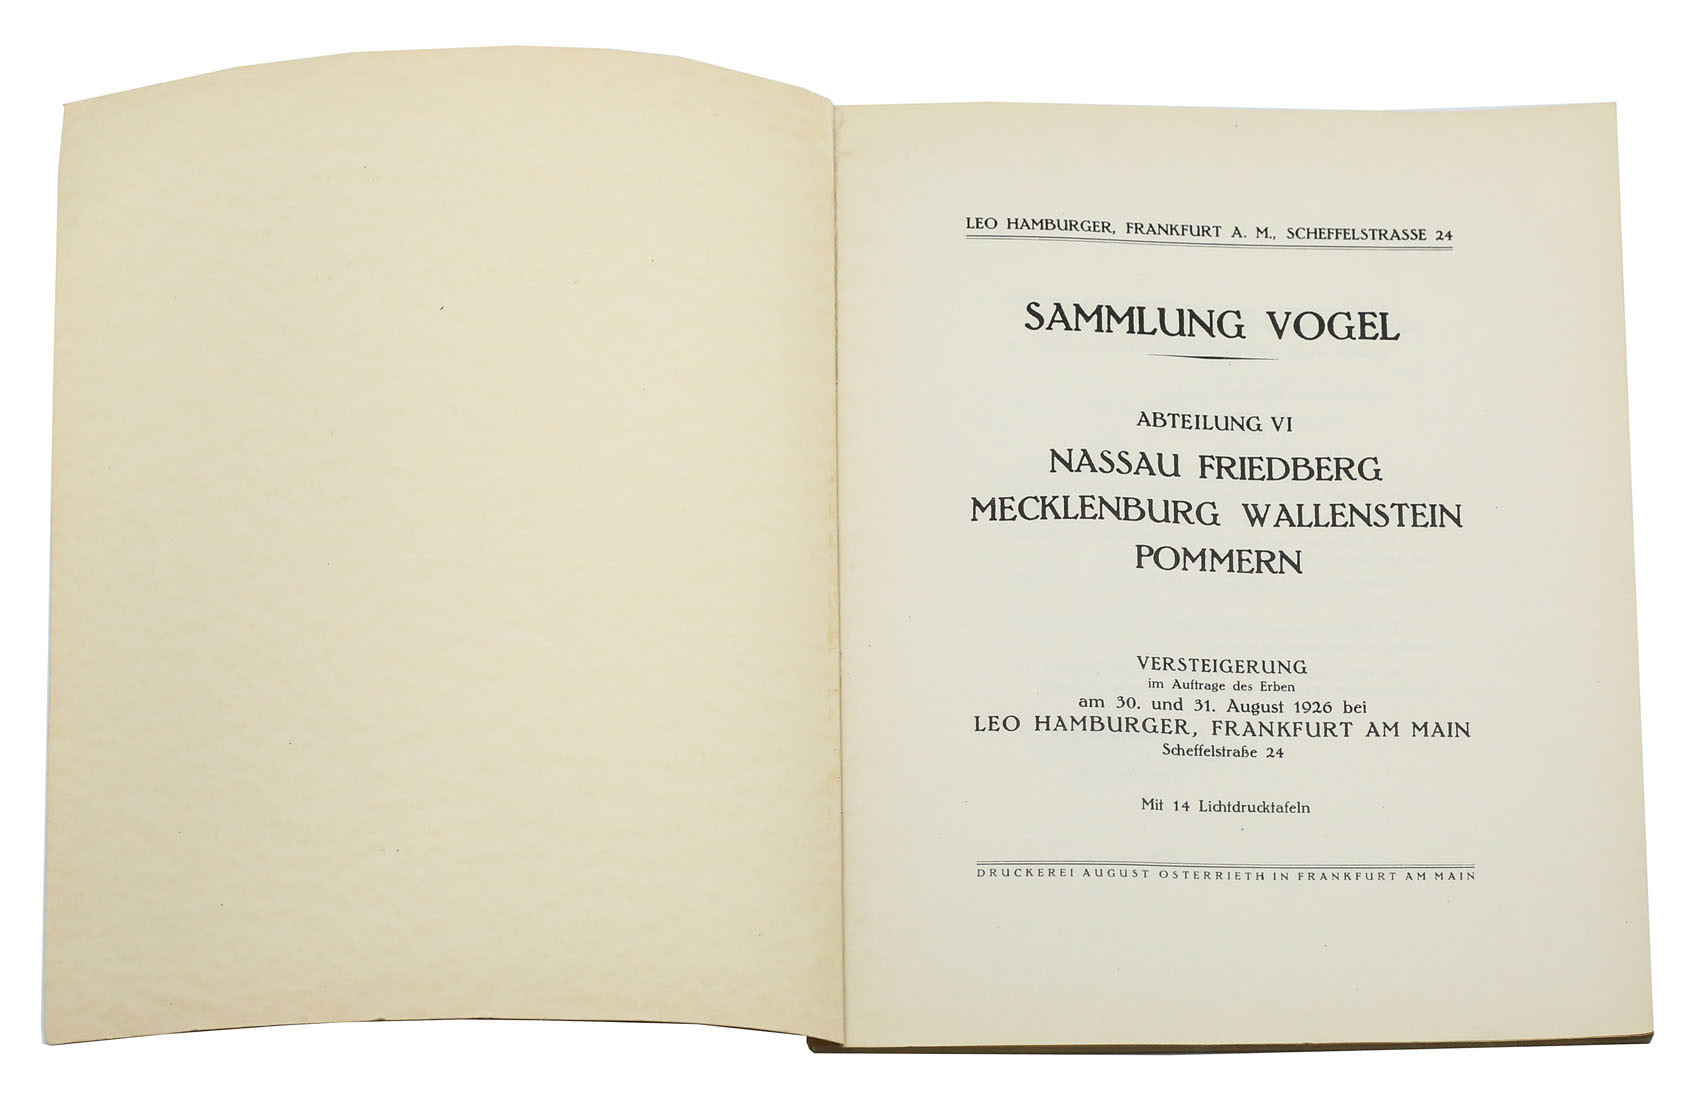 LEO HAMBURGER, FRANKFURT A. M., SCHEFFELSTRASSE 24
SAMMLUNG VOGEL
ABTEILUNG VI
NASSAU FRIEDBERG
MECKLENBURG WALLENSTEIN
POMMERN
VERSTEIGERUNG
im Auftrage des Erben
am 30. und 31. August 1926 bei
LEO HAMBURGER, FRANKFURT AM MAIN
Scheffelstraße 24
Mit 14 Lichtdrucktafeln
DRUCKEREI AUGUST OSTERRIETH IN FRANKFURT AM MAIN